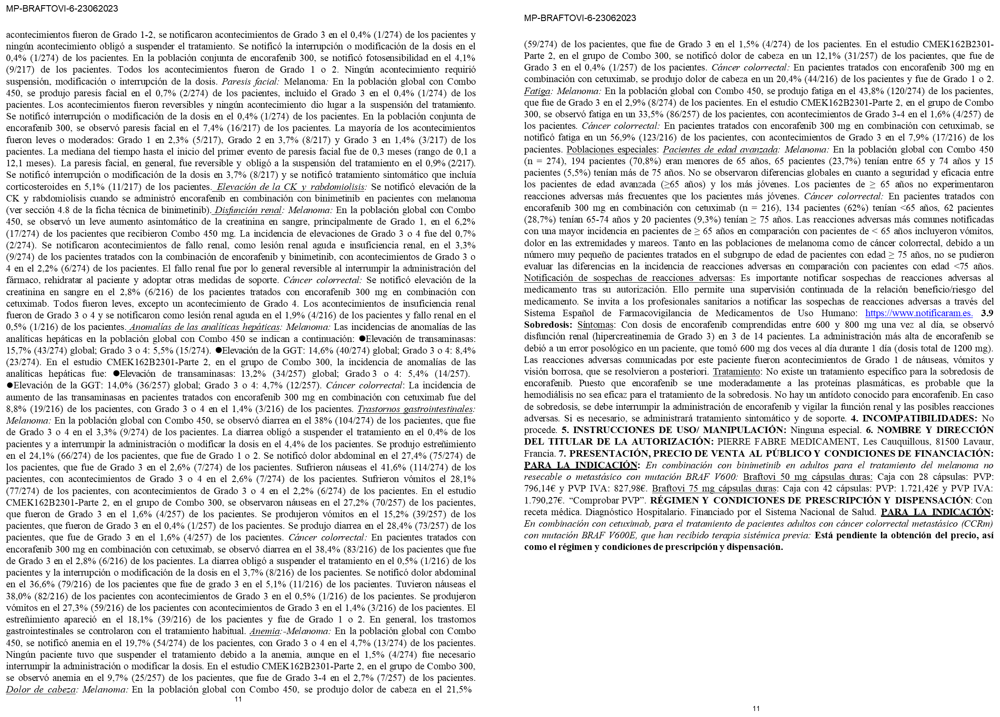 MP-BRAFTOVI-6-23062023
acontecimientos fueron de Grado 1-2, se notificaron acontecimientos de Grado 3 en el 0,4% (1/274) de los pacientes y
ningún acontecimiento obligó a suspender el tratamiento. Se notificó la interrupción o modificación de la dosis en el
0,4% (1/274) de los pacientes. En la población conjunta de encorafenib 300, se notificó fotosensibilidad en el 4,1%
(9/217) de los pacientes. Todos los acontecimientos fueron de Grado 1 o 2. Ningún acontecimiento requirió
suspensión, modificación o interrupción de la dosis. Paresis facial: Melanoma: En la población global con Combo
450, se produjo paresis facial en el 0,7% (2/274) de los pacientes, incluido el Grado 3 en el 0,4% (1/274) de los
pacientes. Los acontecimientos fueron reversibles y ningún acontecimiento dio lugar a la suspensión del tratamiento.
Se notificó interrupción o modificación de la dosis en el 0,4% (1/274) de los pacientes. En la población conjunta de
encorafenib 300, se observó paresis facial en el 7,4% (16/217) de los pacientes. La mayoría de los acontecimientos
fueron leves o moderados: Grado 1 en 2,3% (5/217), Grado 2 en 3,7% (8/217) y Grado 3 en 1,4% (3/217) de los
pacientes. La mediana del tiempo hasta el inicio del primer evento de paresis facial fue de 0,3 meses (rango de 0,1 a
12,1 meses). La paresis facial, en general, fue reversible y obligó a la suspensión del tratamiento en el 0,9% (2/217).
Se notificó interrupción o modificación de la dosis en 3,7% (8/217) y se notificó tratamiento sintomático que incluía
corticosteroides en 5,1% (11/217) de los pacientes. Elevación de la CK y rabdomiolisis: Se notificó elevación de la
CK y rabdomiolisis cuando se administró encorafenib en combinación con binimetinib en pacientes con melanoma
(ver sección 4.8 de la ficha técnica de binimetinib). Disfunción renal: Melanoma: En la población global con Combo
450, se observó un leve aumento asintomático de la creatinina en sangre, principalmente de Grado 1, en el 6,2%
(17/274) de los pacientes que recibieron Combo 450 mg. La incidencia de elevaciones de Grado 3 o 4 fue del 0,7%
(2/274). Se notificaron acontecimientos de fallo renal, como lesión renal aguda e insuficiencia renal, en el 3,3%
(9/274) de los pacientes tratados con la combinación de encorafenib y binimetinib, con acontecimientos de Grado 3 o
4 en el 2,2% (6/274) de los pacientes. El fallo renal fue por lo general reversible al interrumpir la administración del
fármaco, rehidratar al paciente y adoptar otras medidas de soporte. Cáncer colorrectal: Se notificó elevación de la
creatinina en sangre en el 2,8% (6/216) de los pacientes tratados con encorafenib 300 mg en combinación con
cetuximab. Todos fueron leves, excepto un acontecimiento de Grado 4. Los acontecimientos de insuficiencia renal
fueron de Grado 3 o 4 y se notificaron como lesión renal aguda en el 1,9% (4/216) de los pacientes y fallo renal en el
0,5% (1/216) de los pacientes. Anomalías de las analíticas hepáticas: Melanoma: Las incidencias de anomalías de las
analíticas hepáticas en la población global con Combo 450 se indican a continuación: ●Elevación de transaminasas:
15,7% (43/274) global; Grado 3 o 4: 5,5% (15/274). ●Elevación de la GGT: 14,6% (40/274) global; Grado 3 o 4: 8,4%
(23/274). En el estudio CMEK162B2301-Parte 2, en el grupo de Combo 300, la incidencia de anomalías de las
analíticas hepáticas fue: ●Elevación de transaminasas: 13,2% (34/257) global; Grado 3 o 4: 5,4% (14/257).
●Elevación de la GGT: 14,0% (36/257) global; Grado 3 o 4: 4,7% (12/257). Cáncer colorrectal: La incidencia de
aumento de las transaminasas en pacientes tratados con encorafenib 300 mg en combinación con cetuximab fue del
8,8% (19/216) de los pacientes, con Grado 3 o 4 en el 1,4% (3/216) de los pacientes. Trastornos gastrointestinales:
Melanoma: En la población global con Combo 450, se observó diarrea en el 38% (104/274) de los pacientes, que fue
de Grado 3 o 4 en el 3,3% (9/274) de los pacientes. La diarrea obligó a suspender el tratamiento en el 0,4% de los
pacientes y a interrumpir la administración o modificar la dosis en el 4,4% de los pacientes. Se produjo estreñimiento
en el 24,1% (66/274) de los pacientes, que fue de Grado 1 o 2. Se notificó dolor abdominal en el 27,4% (75/274) de
los pacientes, que fue de Grado 3 en el 2,6% (7/274) de los pacientes. Sufrieron náuseas el 41,6% (114/274) de los
pacientes, con acontecimientos de Grado 3 o 4 en el 2,6% (7/274) de los pacientes. Sufrieron vómitos el 28,1%
(77/274) de los pacientes, con acontecimientos de Grado 3 o 4 en el 2,2% (6/274) de los pacientes. En el estudio
CMEK162B2301-Parte 2, en el grupo de Combo 300, se observaron náuseas en el 27,2% (70/257) de los pacientes,
que fueron de Grado 3 en el 1,6% (4/257) de los pacientes. Se produjeron vómitos en el 15,2% (39/257) de los
pacientes, que fueron de Grado 3 en el 0,4% (1/257) de los pacientes. Se produjo diarrea en el 28,4% (73/257) de los
pacientes, que fue de Grado 3 en el 1,6% (4/257) de los pacientes. Cáncer colorrectal: En pacientes tratados con
encorafenib 300 mg en combinación con cetuximab, se observó diarrea en el 38,4% (83/216) de los pacientes que fue
de Grado 3 en el 2,8% (6/216) de los pacientes. La diarrea obligó a suspender el tratamiento en el 0,5% (1/216) de los
pacientes y la interrupción o modificación de la dosis en el 3,7% (8/216) de los pacientes. Se notificó dolor abdominal
en el 36,6% (79/216) de los pacientes que fue de grado 3 en el 5,1% (11/216) de los pacientes. Tuvieron náuseas el
38,0% (82/216) de los pacientes con acontecimientos de Grado 3 en el 0,5% (1/216) de los pacientes. Se produjeron
vómitos en el 27,3% (59/216) de los pacientes con acontecimientos de Grado 3 en el 1,4% (3/216) de los pacientes. El
estreñimiento apareció en el 18,1% (39/216) de los pacientes y fue de Grado 1 o 2. En general, los trastornos
gastrointestinales se controlaron con el tratamiento habitual. Anemia:-Melanoma: En la población global con Combo
450, se notificó anemia en el 19,7% (54/274) de los pacientes, con Grado 3 o 4 en el 4,7% (13/274) de los pacientes.
Ningún paciente tuvo que suspender el tratamiento debido a la anemia, aunque en el 1,5% (4/274) fue necesario
interrumpir la administración o modificar la dosis. En el estudio CMEK162B2301-Parte 2, en el grupo de Combo 300,
se observó anemia en el 9,7% (25/257) de los pacientes, que fue de Grado 3-4 en el 2,7% (7/257) de los pacientes.
Dolor de cabeza: Melanoma: En la población global con Combo 450, se produjo dolor de cabeza en el 21,5%
11
MP-BRAFTOVI-6-23062023
(59/274) de los pacientes, que fue de Grado 3 en el 1,5% (4/274) de los pacientes. En el estudio CMEK162B2301-
Parte 2, en el grupo de Combo 300, se notificó dolor de cabeza en un 12,1% (31/257) de los pacientes, que fue de
Grado 3 en el 0,4% (1/257) de los pacientes. Cáncer colorrectal: En pacientes tratados con encorafenib 300 mg en
combinación con cetuximab, se produjo dolor de cabeza en un 20,4% (44/216) de los pacientes y fue de Grado 1 o 2.
Fatiga: Melanoma: En la población global con Combo 450, se produjo fatiga en el 43,8% (120/274) de los pacientes,
que fue de Grado 3 en el 2,9% (8/274) de los pacientes. En el estudio CMEK162B2301-Parte 2, en el grupo de Combo
300, se observó fatiga en un 33,5% (86/257) de los pacientes, con acontecimientos de Grado 3-4 en el 1,6% (4/257) de
los pacientes. Cáncer colorrectal: En pacientes tratados con encorafenib 300 mg en combinación con cetuximab, se
notificó fatiga en un 56,9% (123/216) de los pacientes, con acontecimientos de Grado 3 en el 7,9% (17/216) de los
pacientes. Poblaciones especiales: Pacientes de edad avanzada: Melanoma: En la población global con Combo 450
(n = 274), 194 pacientes (70,8%) eran menores de 65 años, 65 pacientes (23,7%) tenían entre 65 y 74 años y 15
pacientes (5,5%) tenían más de 75 años. No se observaron diferencias globales en cuanto a seguridad y eficacia entre
los pacientes de edad avanzada (≥65 años) y los más jóvenes. Los pacientes de ≥ 65 años no experimentaron
reacciones adversas más frecuentes que los pacientes más jóvenes. Cáncer colorrectal: En pacientes tratados con
encorafenib 300 mg en combinación con cetuximab (n = 216), 134 pacientes (62%) tenían <65 años, 62 pacientes
(28,7%) tenían 65-74 años y 20 pacientes (9,3%) tenían ≥ 75 años. Las reacciones adversas más comunes notificadas
con una mayor incidencia en pacientes de ≥ 65 años en comparación con pacientes de < 65 años incluyeron vómitos,
dolor en las extremidades y mareos. Tanto en las poblaciones de melanoma como de cáncer colorrectal, debido a un
número muy pequeño de pacientes tratados en el subgrupo de edad de pacientes con edad ≥ 75 años, no se pudieron
evaluar las diferencias en la incidencia de reacciones adversas en comparación con pacientes con edad <75 años.
Notificación de sospechas de reacciones adversas: Es importante notificar sospechas de reacciones adversas al
medicamento tras su autorización. Ello permite una supervisión continuada de la relación beneficio/riesgo del
medicamento. Se invita a los profesionales sanitarios a notificar las sospechas de reacciones adversas a través del
Sistema Español de Farmacovigilancia de Medicamentos de Uso Humano: https://www.notificaram.es. 3.9
Sobredosis: Síntomas: Con dosis de encorafenib comprendidas entre 600 y 800 mg una vez al día, se observó
disfunción renal (hipercreatinemia de Grado 3) en 3 de 14 pacientes. La administración más alta de encorafenib se
debió a un error posológico en un paciente, que tomó 600 mg dos veces al día durante 1 día (dosis total de 1200 mg).
Las reacciones adversas comunicadas por este paciente fueron acontecimientos de Grado 1 de náuseas, vómitos y
visión borrosa, que se resolvieron a posteriori. Tratamiento: No existe un tratamiento específico para la sobredosis de
encorafenib. Puesto que encorafenib se une moderadamente a las proteínas plasmáticas, es probable que la
hemodiálisis no sea eficaz para el tratamiento de la sobredosis. No hay un antídoto conocido para encorafenib. En caso
de sobredosis, se debe interrumpir la administración de encorafenib y vigilar la función renal y las posibles reacciones
adversas. Si es necesario, se administrará tratamiento sintomático y de soporte. 4. INCOMPATIBILIDADES: No
procede. 5. INSTRUCCIONES DE USO/ MANIPULACIÓN: Ninguna especial. 6. NOMBRE Y DIRECCIÓN
DEL TITULAR DE LA AUTORIZACIÓN: PIERRE FABRE MEDICAMENT, Les Cauquillous, 81500 Lavaur,
Francia. 7. PRESENTACIÓN, PRECIO DE VENTA AL PÚBLICO Y CONDICIONES DE FINANCIACIÓN:
PARA LA INDICACIÓN: En combinación con binimetinib en adultos para el tratamiento del melanoma no
resecable o metastásico con mutación BRAF V600: Braftovi 50 mg cápsulas duras: Caja con 28 cápsulas: PVP:
796,14€ y PVP IVA: 827,98€. Braftovi 75 mg cápsulas duras: Caja con 42 cápsulas: PVP: 1.721,42€ y PVP IVA:
1.790,27€. “Comprobar PVP”. RÉGIMEN Y CONDICIONES DE PRESCRIPCIÓN Y DISPENSACIÓN: Con
receta médica. Diagnóstico Hospitalario. Financiado por el Sistema Nacional de Salud. PARA LA INDICACIÓN:
En combinación con cetuximab, para el tratamiento de pacientes adultos con cáncer colorrectal metastásico (CCRm)
con mutación BRAF V600E, que han recibido terapia sistémica previa: Está pendiente la obtención del precio, así
como el régimen y condiciones de prescripción y dispensación.
11